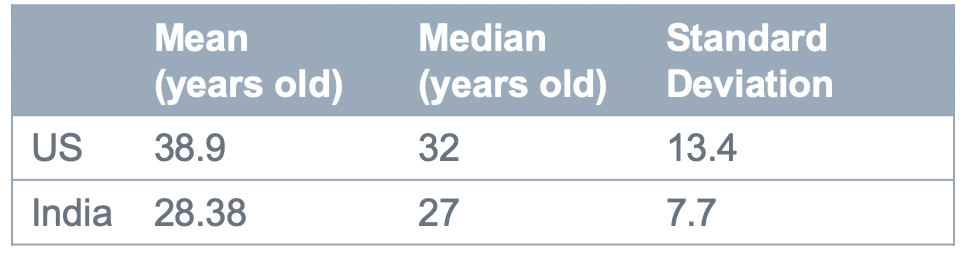 Mean (years old) Median (years old) Standard Deviation
US 38.9 32 13.4
India 28.38 27 7.7